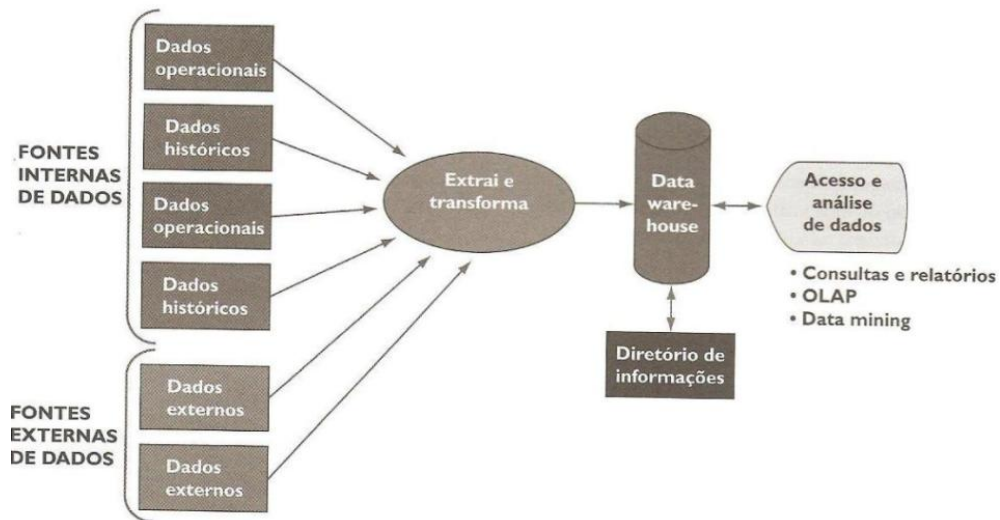 FONTES
INTERNAS
DE DADOS
Dados
operacionais
Dados
históricos
Dados
operacionais
Dados
históricos
FONTES
EXTERNAS
DE DADOS
Dados
externos
Dados
externos
Extrai e
transforma
Data
ware-
house
Diretório de
informações
Acesso e
análise
de dados
• Consultas e relatórios
• OLAP
• Data mining